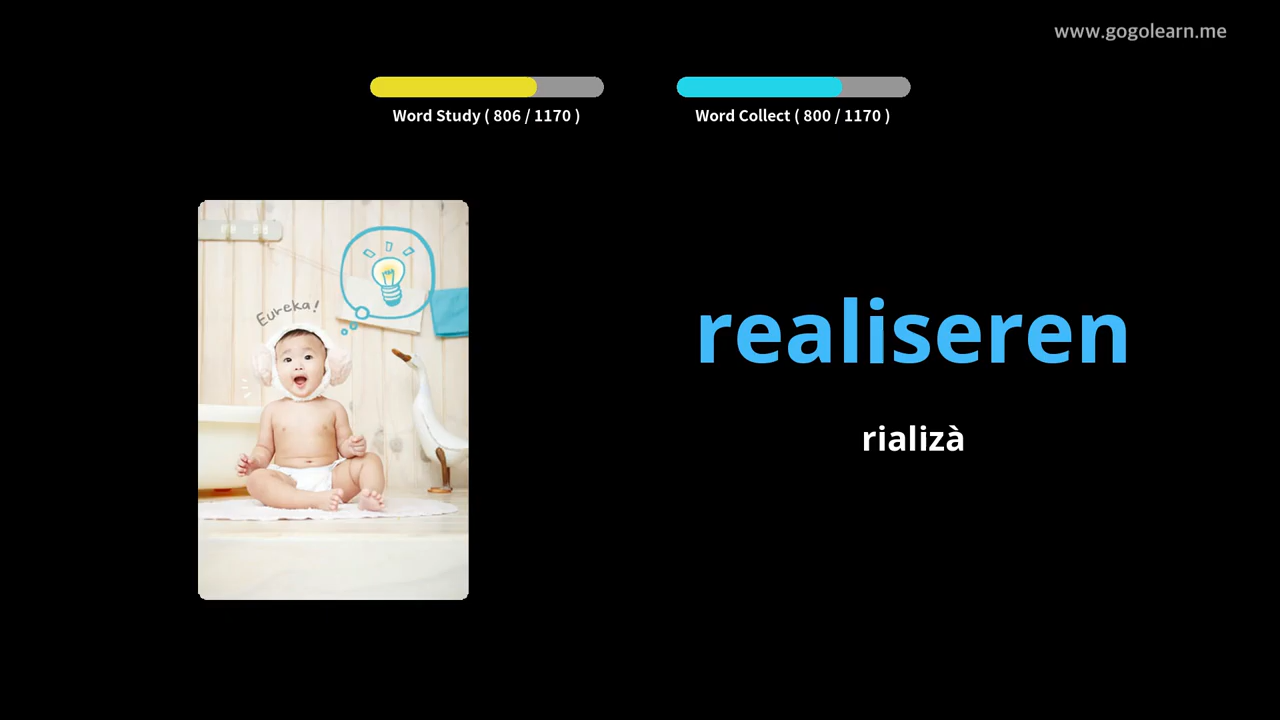 www.gogolearn.me
Word Study ( 806 / 1170 )
Word Collect ( 800 / 1170 )
Eureka!
realiseren
rializà